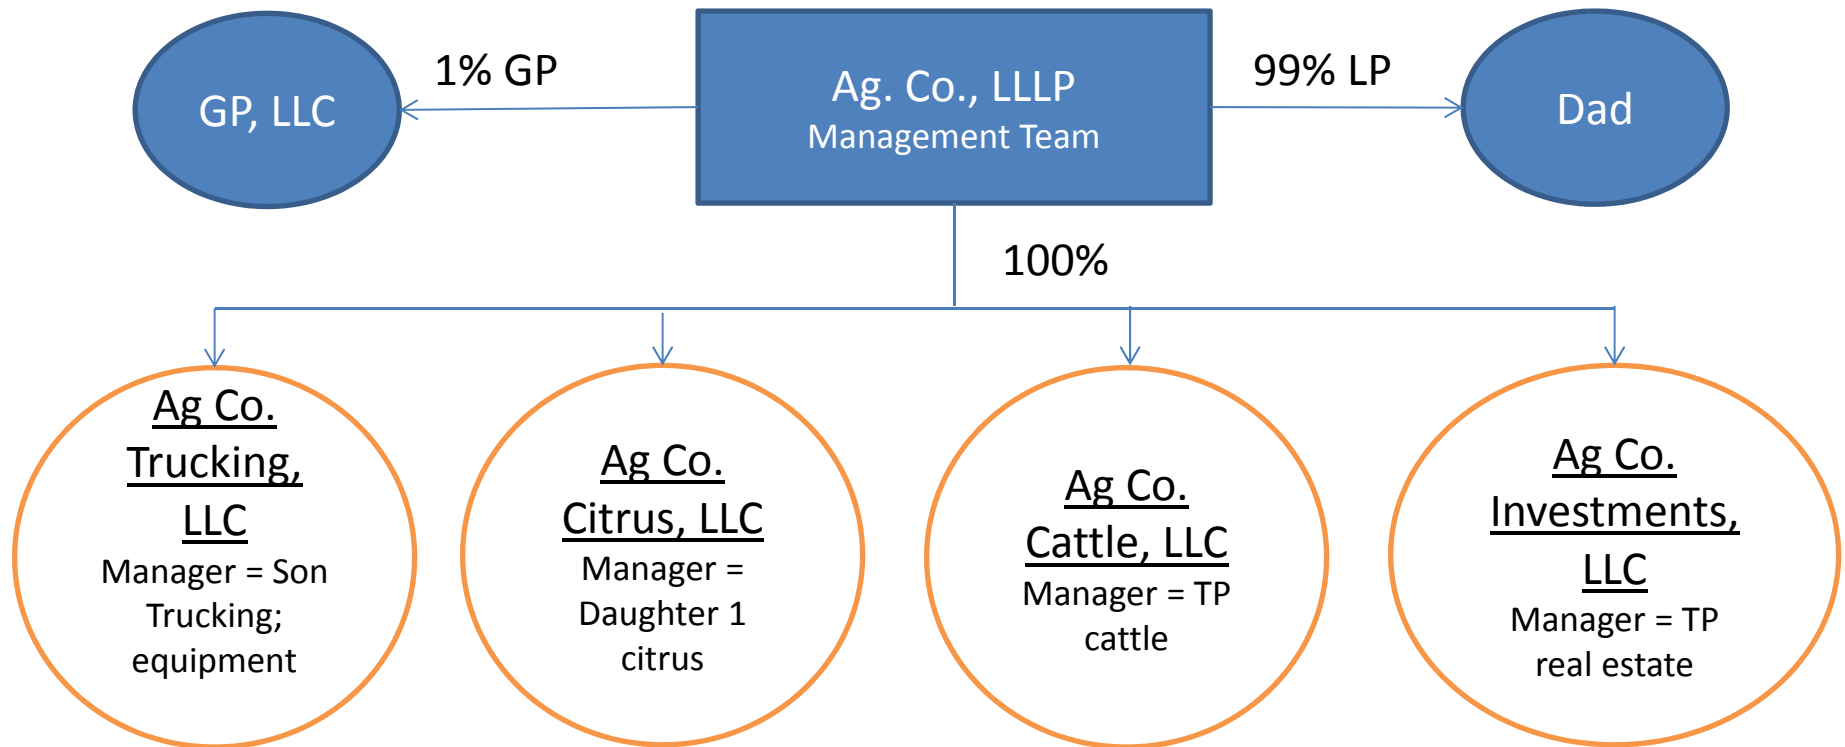 GP, LLC
1% GP
Ag. Co., LLLP
Management Team
99% LP
Dad
100%
Ag Co.
Trucking,
LLC
Manager = Son
Trucking;
equipment
Ag Co.
Citrus, LLC
Manager =
Daughter 1
citrus
Ag Co.
Cattle, LLC
Manager = TP
cattle
Ag Co.
Investments,
LLC
Manager = TP
real estate